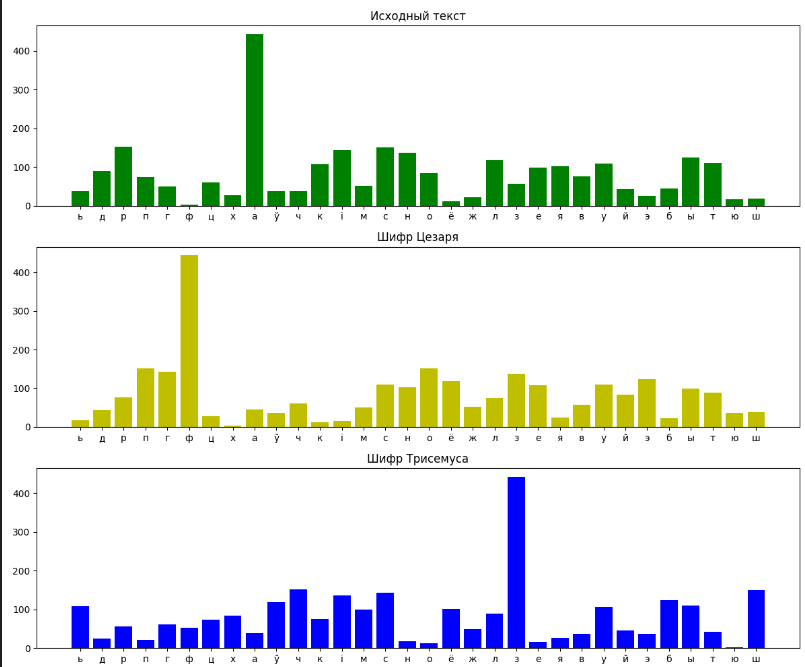 Исходный текст
400
300
200
100
0
ь д р п г ф ц х а ў ч к і м с н о ё ж л з е я в у й э б ы т ю ш
Шифр Цезаря
400
300
200
100
0
ь д р п г ф ц х а ў ч к і м с н о ё ж л з е я в у й э б ы т ю ш
Шифр Трисемуса
400
300
200
100
0
ь д р п г ф ц х а ў ч к і м с н о ё ж л з е я в у й э б ы т ю ш